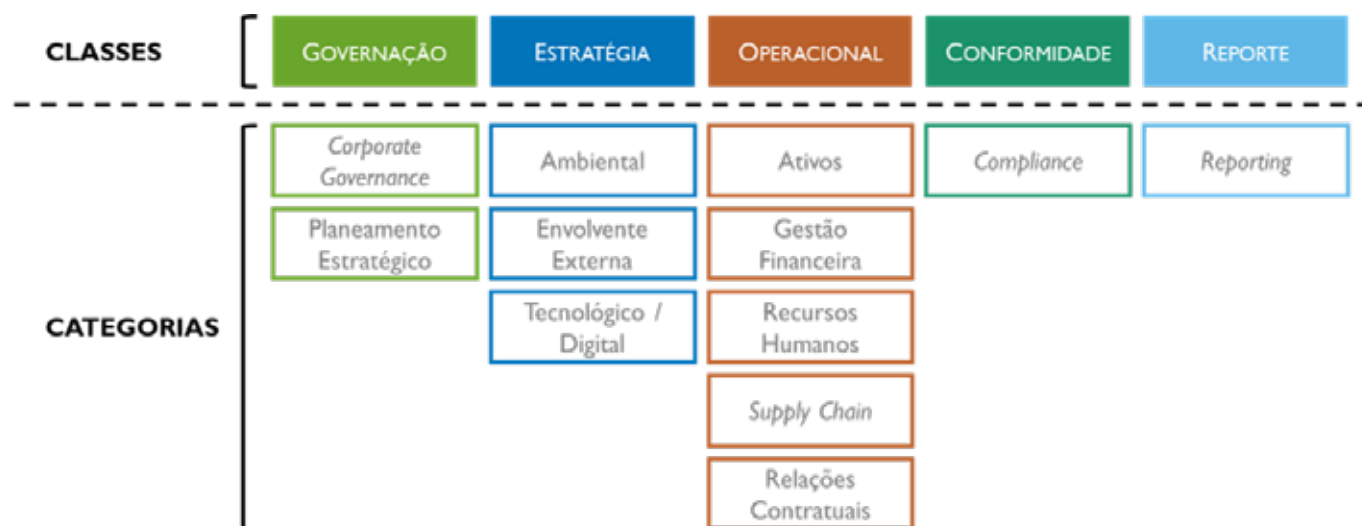 CLASSES
GOVERNAÇÃO
ESTRATÉGIA
OPERACIONAL
CONFORMIDADE
REPORTE
CATEGORIAS
Corporate
Governance
Planeamento
Estratégico
Ambiental
Envolvente
Externa
Tecnológico /
Digital
Ativos
Gestão
Financeira
Recursos
Humanos
Supply Chain
Relações
Contratuais
Compliance
Reporting